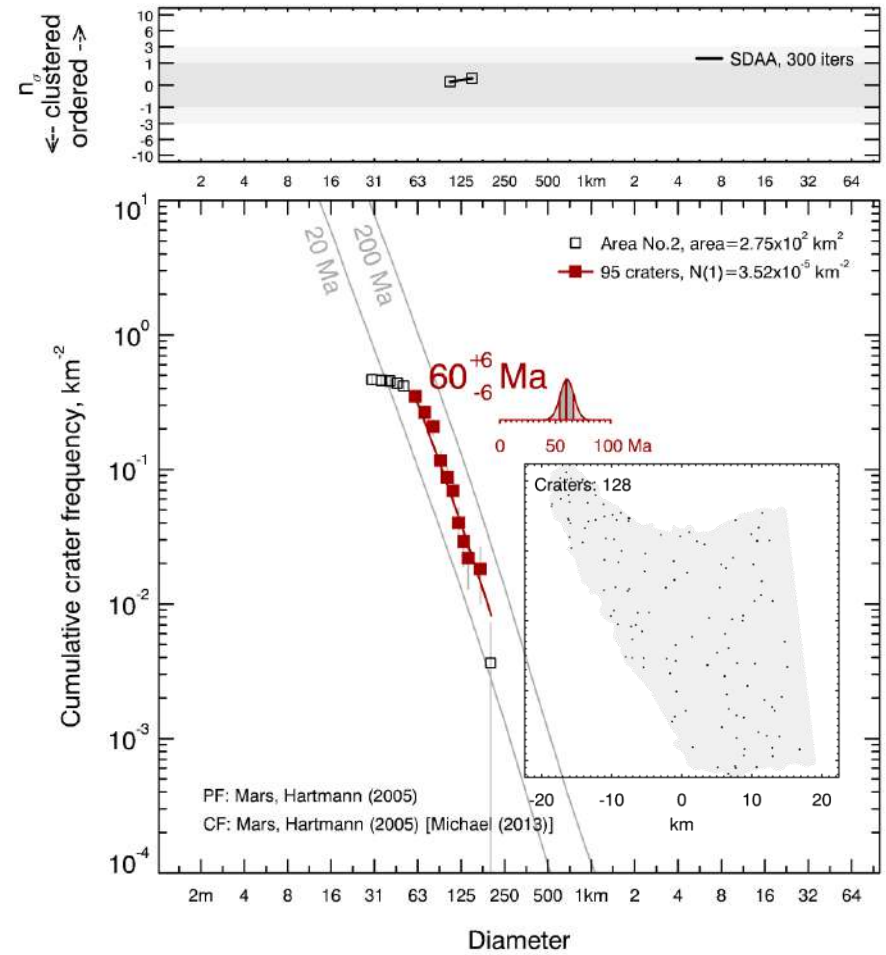 10
6
3
1
0
-1
-3
-6
-10
n_σ
<-- clustered
ordered -->
SDAA, 300 iters
2 4 8 16 31 63 125 250 500 1km 2 4 8 16 32 64
10^1
10^0
10^-1
10^-2
10^-3
10^-4
Cumulative crater frequency, km^-2
20 Ma
200 Ma
Area No.2, area=2.75x10^2 km^2
95 craters, N(1)=3.52x10^-5 km^-2
60 +6 -6 Ma
0 50 100 Ma
Craters: 128
-20 -10 0 10 20
km
PF: Mars, Hartmann (2005)
CF: Mars, Hartmann (2005) [Michael (2013)]
2m 4 8 16 31 63 125 250 500 1km 2 4 8 16 32 64
Diameter